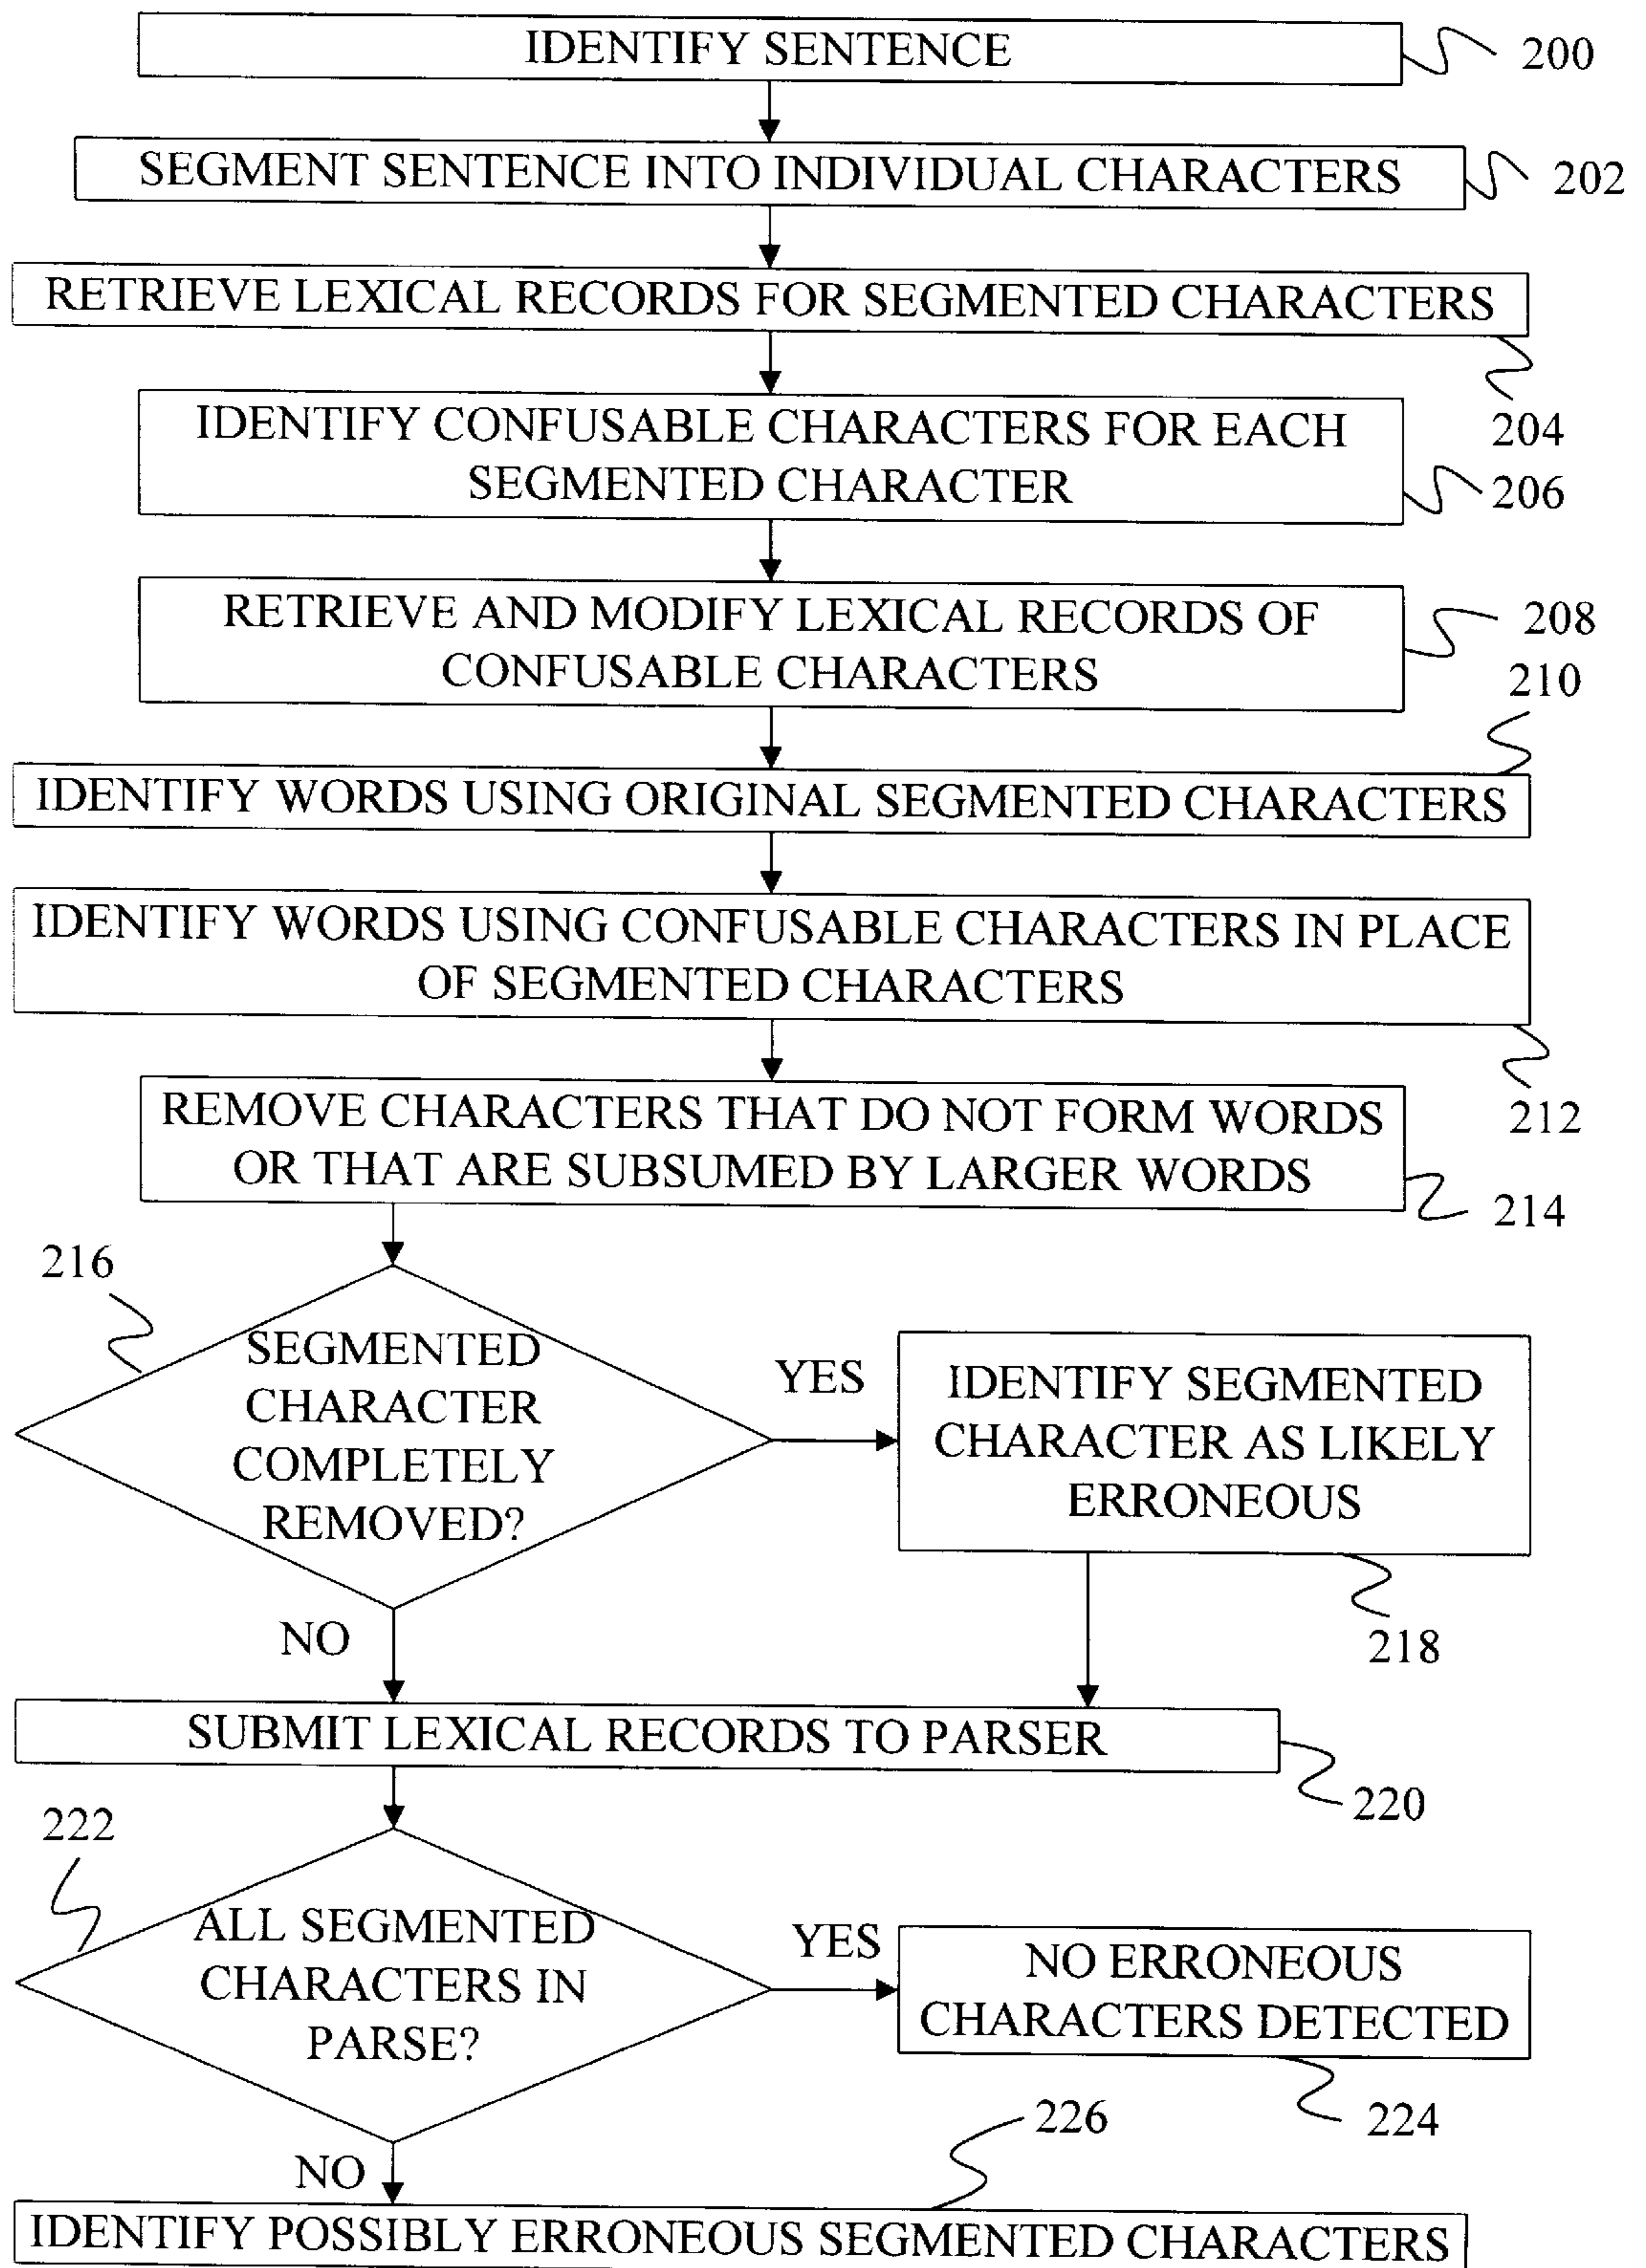 IDENTIFY SENTENCE
200
SEGMENT SENTENCE INTO INDIVIDUAL CHARACTERS
202
RETRIEVE LEXICAL RECORDS FOR SEGMENTED CHARACTERS
204
IDENTIFY CONFUSABLE CHARACTERS FOR EACH
SEGMENTED CHARACTER
206
RETRIEVE AND MODIFY LEXICAL RECORDS OF
CONFUSABLE CHARACTERS
208
210
IDENTIFY WORDS USING ORIGINAL SEGMENTED CHARACTERS
IDENTIFY WORDS USING CONFUSABLE CHARACTERS IN PLACE
OF SEGMENTED CHARACTERS
212
REMOVE CHARACTERS THAT DO NOT FORM WORDS
OR THAT ARE SUBSUMED BY LARGER WORDS
214
216
SEGMENTED
CHARACTER
COMPLETELY
REMOVED?
YES
IDENTIFY SEGMENTED
CHARACTER AS LIKELY
ERRONEOUS
218
NO
SUBMIT LEXICAL RECORDS TO PARSER
220
222
ALL SEGMENTED
CHARACTERS IN
PARSE?
YES
NO ERRONEOUS
CHARACTERS DETECTED
224
226
NO
IDENTIFY POSSIBLY ERRONEOUS SEGMENTED CHARACTERS